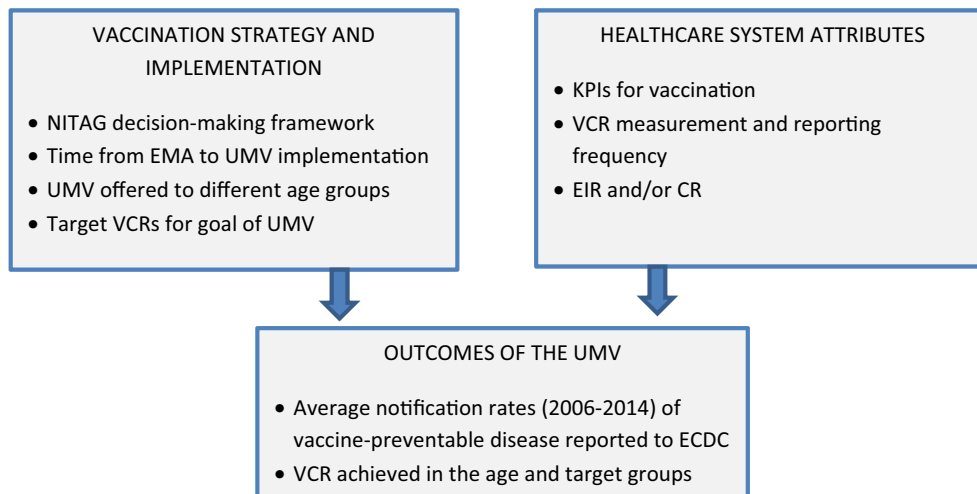 VACCINATION STRATEGY AND
IMPLEMENTATION
• NITAG decision-making framework
• Time from EMA to UMV implementation
• UMV offered to different age groups
• Target VCRs for goal of UMV
HEALTHCARE SYSTEM ATTRIBUTES
• KPIs for vaccination
• VCR measurement and reporting
frequency
• EIR and/or CR
OUTCOMES OF THE UMV
• Average notification rates (2006-2014) of
vaccine-preventable disease reported to ECDC
• VCR achieved in the age and target groups